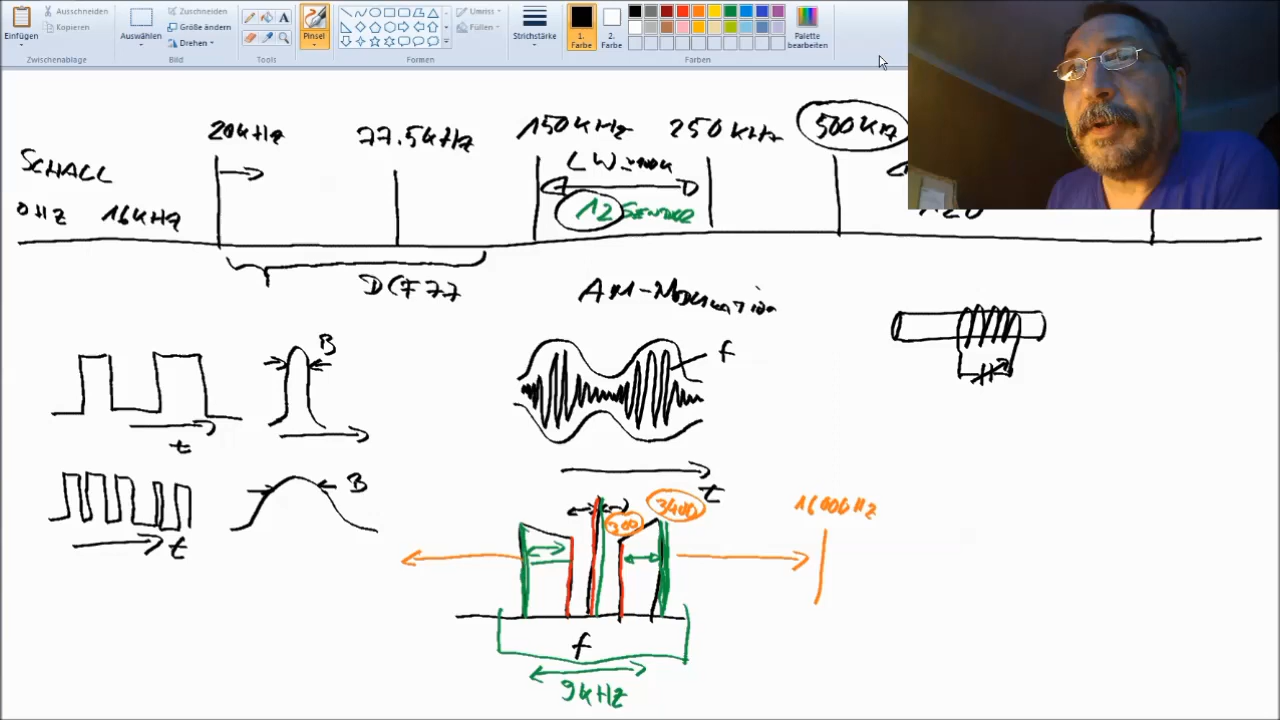 Einfügen
Ausschneiden
Kopieren
Zwischenablage
Auswählen
Zuschneiden
Größe ändern
Drehen
Bild
Tools
Pinsel
Formen
Umriss
Füllen
Strichstärke
1. Farbe
2. Farbe
Palette bearbeiten
Farben
20kHz 77.5kHz 150kHz 250kHz 500kHz
SCHALL
LW
0Hz 16kHz
12 SENDER
DCF77
AM-Modulation
B
f
t
B
t
t
300 3400 16000Hz
f
9kHz